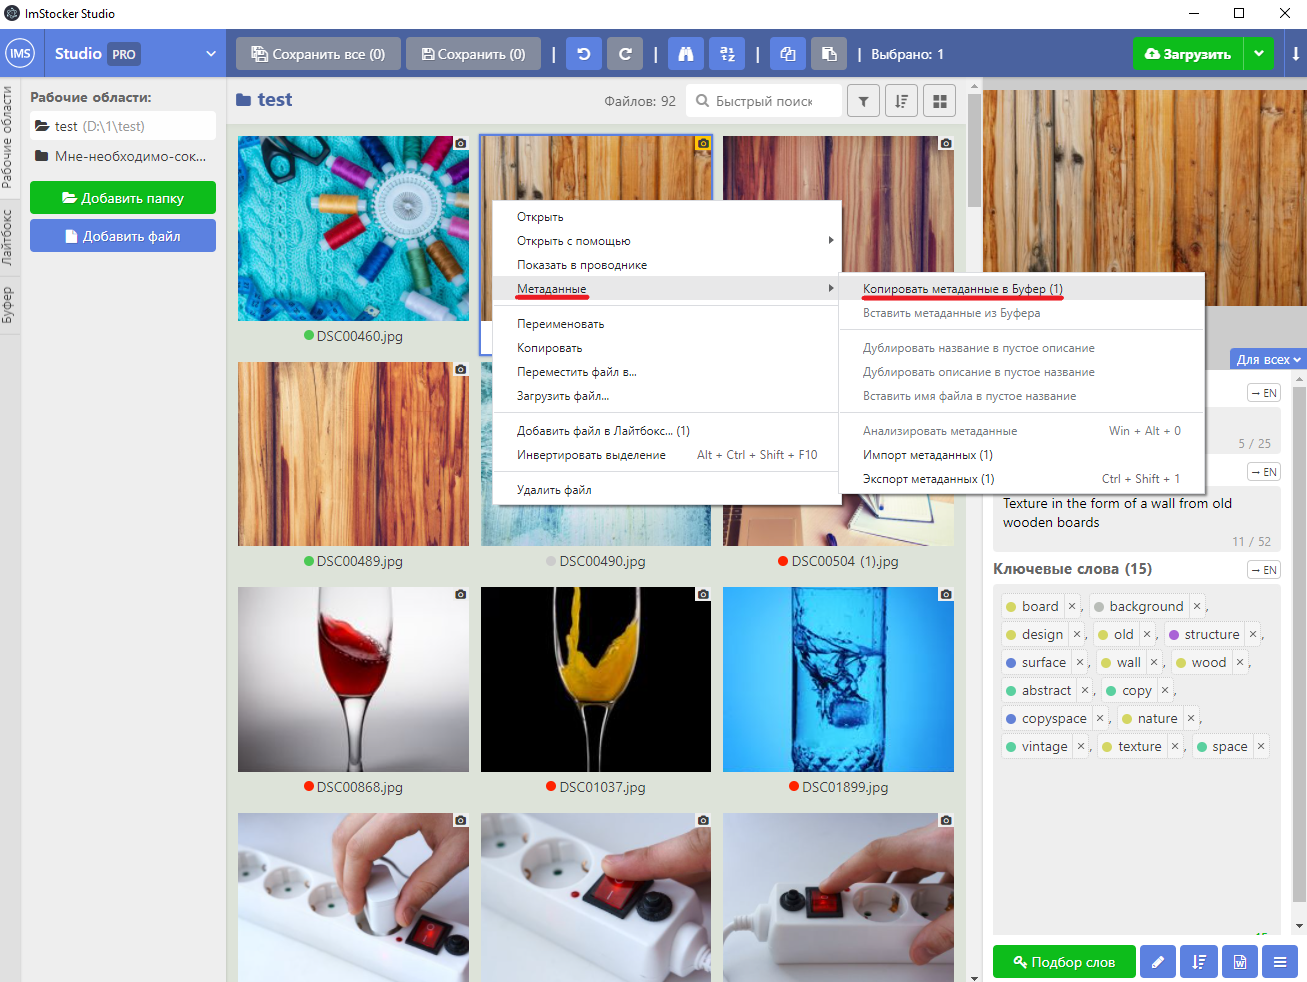 ImStocker Studio
IMS
Studio PRO
Сохранить все (0)
Сохранить (0)
Выбрано: 1
Загрузить
Рабочие области
Лайтбокс
Буфер
Рабочие области:
test (D:\1\test)
Мне-необходимо-сок...
Добавить папку
Добавить файл
test
Файлов: 92
Быстрый поиск
DSC00460.jpg
DSC00489.jpg
DSC00490.jpg
DSC00504 (1).jpg
DSC00868.jpg
DSC01037.jpg
DSC01899.jpg
Открыть
Открыть с помощью
Показать в проводнике
Метаданные
Переименовать
Копировать
Переместить файл в...
Загрузить файл...
Добавить файл в Лайтбокс... (1)
Инвертировать выделение Alt + Ctrl + Shift + F10
Удалить файл
Копировать метаданные в Буфер (1)
Вставить метаданные из Буфера
Дублировать название в пустое описание
Дублировать описание в пустое название
Вставить имя файла в пустое название
Анализировать метаданные Win + Alt + 0
Импорт метаданных (1)
Экспорт метаданных (1) Ctrl + Shift + 1
Для всех
→ EN
5 / 25
→ EN
Texture in the form of a wall from old
wooden boards
11 / 52
Ключевые слова (15)
→ EN
board ×, background ×,
design ×, old ×, structure ×,
surface ×, wall ×, wood ×,
abstract ×, copy ×,
copyspace ×, nature ×,
vintage ×, texture ×, space ×
Подбор слов